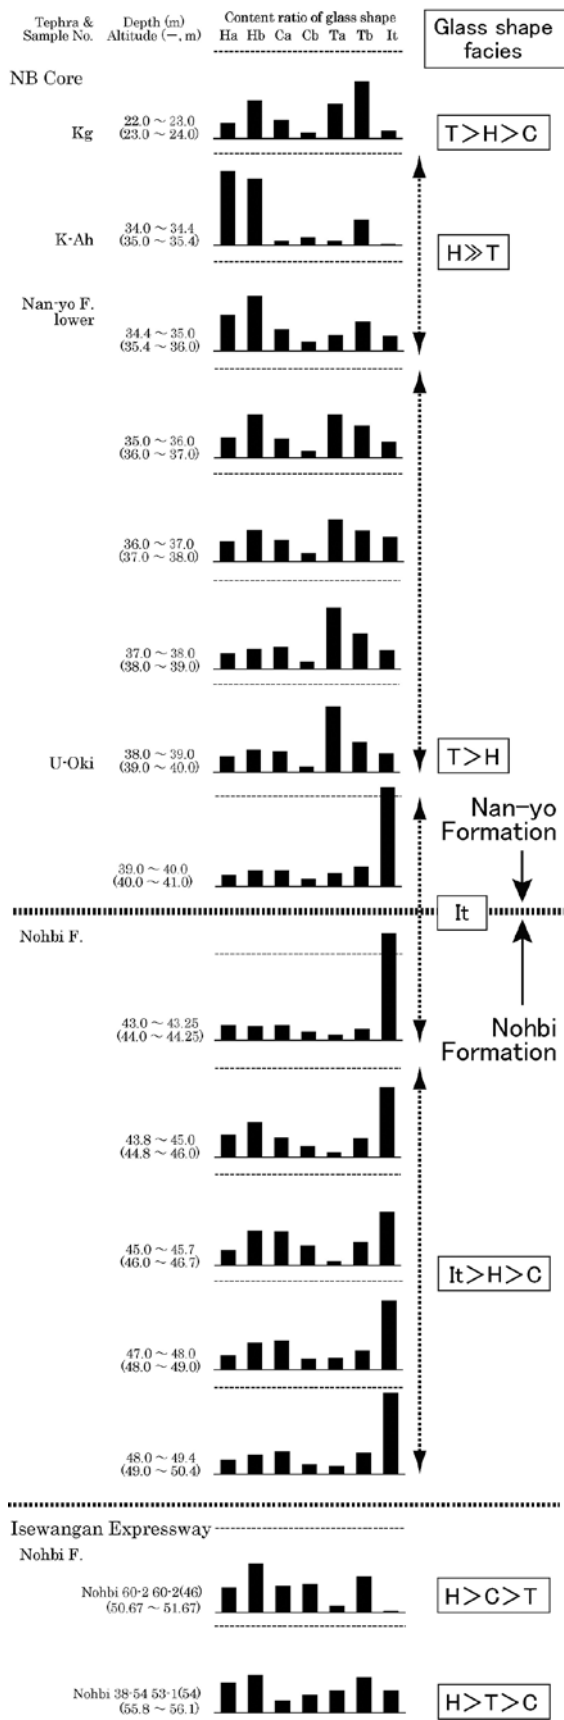 Tephra & Sample No.
Depth (m) Altitude (−, m)
Content ratio of glass shape
Ha Hb Ca Cb Ta Tb It
Glass shape facies
NB Core
Kg
22.0 ~ 23.0
(23.0 ~ 24.0)
T>H>C
K-Ah
34.0 ~ 34.4
(35.0 ~ 35.4)
H≫T
Nan-yo F.
lower
34.4 ~ 35.0
(35.4 ~ 36.0)
35.0 ~ 36.0
(36.0 ~ 37.0)
36.0 ~ 37.0
(37.0 ~ 38.0)
37.0 ~ 38.0
(38.0 ~ 39.0)
U-Oki
38.0 ~ 39.0
(39.0 ~ 40.0)
T>H
39.0 ~ 40.0
(40.0 ~ 41.0)
Nan-yo
Formation
It
Nohbi F.
43.0 ~ 43.25
(44.0 ~ 44.25)
Nohbi
Formation
43.8 ~ 45.0
(44.8 ~ 46.0)
45.0 ~ 45.7
(46.0 ~ 46.7)
It>H>C
47.0 ~ 48.0
(48.0 ~ 49.0)
48.0 ~ 49.4
(49.0 ~ 50.4)
Isewangan Expressway
Nohbi F.
Nohbi 60-2 60-2(46)
(50.67 ~ 51.67)
H>C>T
Nohbi 38-54 53-1(54)
(55.8 ~ 56.1)
H>T>C